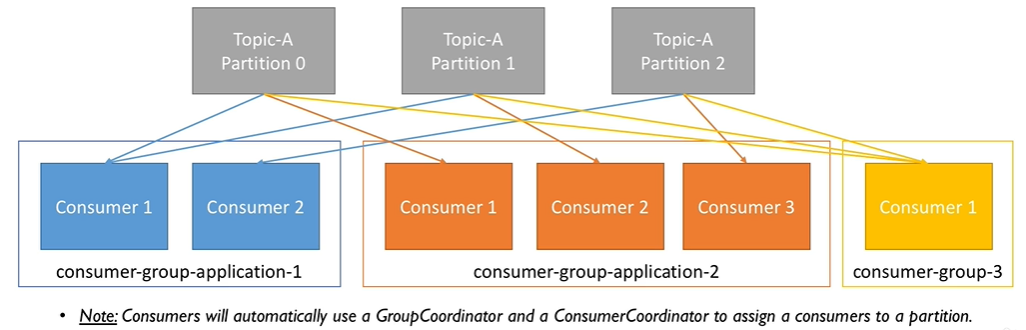 Topic-A
Partition 0
Topic-A
Partition 1
Topic-A
Partition 2
Consumer 1
Consumer 2
consumer-group-application-1
Consumer 1
Consumer 2
Consumer 3
consumer-group-application-2
Consumer 1
consumer-group-3
• Note: Consumers will automatically use a GroupCoordinator and a ConsumerCoordinator to assign a consumers to a partition.